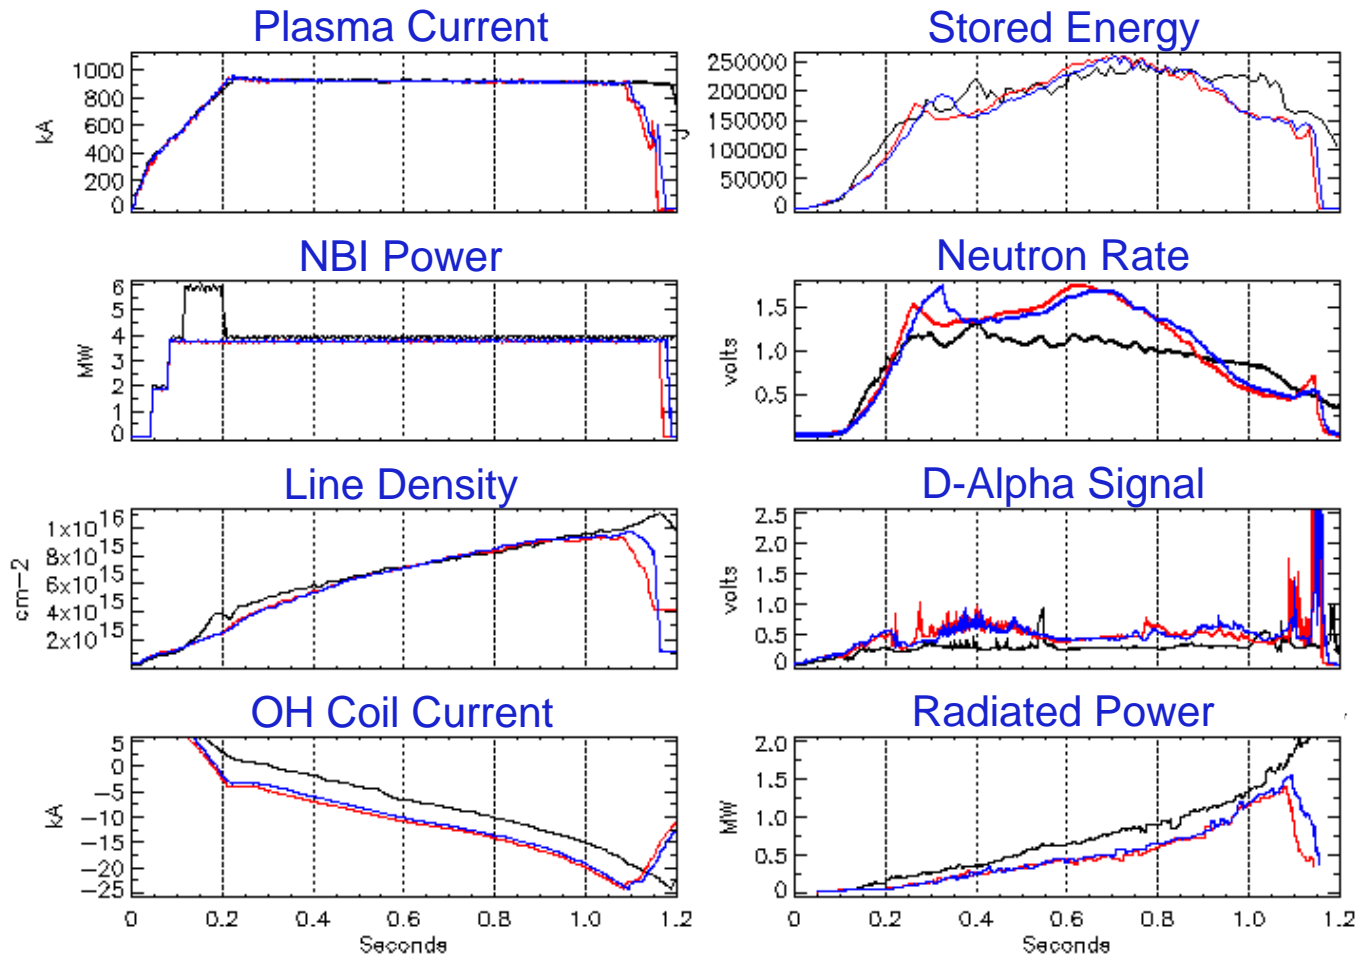 Plasma Current
Stored Energy
1000
800
600
400
200
0
kA
250000
200000
150000
100000
50000
0
NBI Power
Neutron Rate
6
5
4
3
2
1
0
MW
1.5
1.0
0.5
volts
Line Density
D-Alpha Signal
1x10^16
8x10^15
6x10^15
4x10^15
2x10^15
cm-2
2.5
2.0
1.0
0.5
0
volts
OH Coil Current
Radiated Power
5
0
-5
-10
-15
-20
-25
kA
2.0
1.5
1.0
0.5
0
MW
0 0.2 0.4 0.6 0.8 1.0 1.2
Seconds
0 0.2 0.4 0.6 0.8 1.0 1.2
Seconds